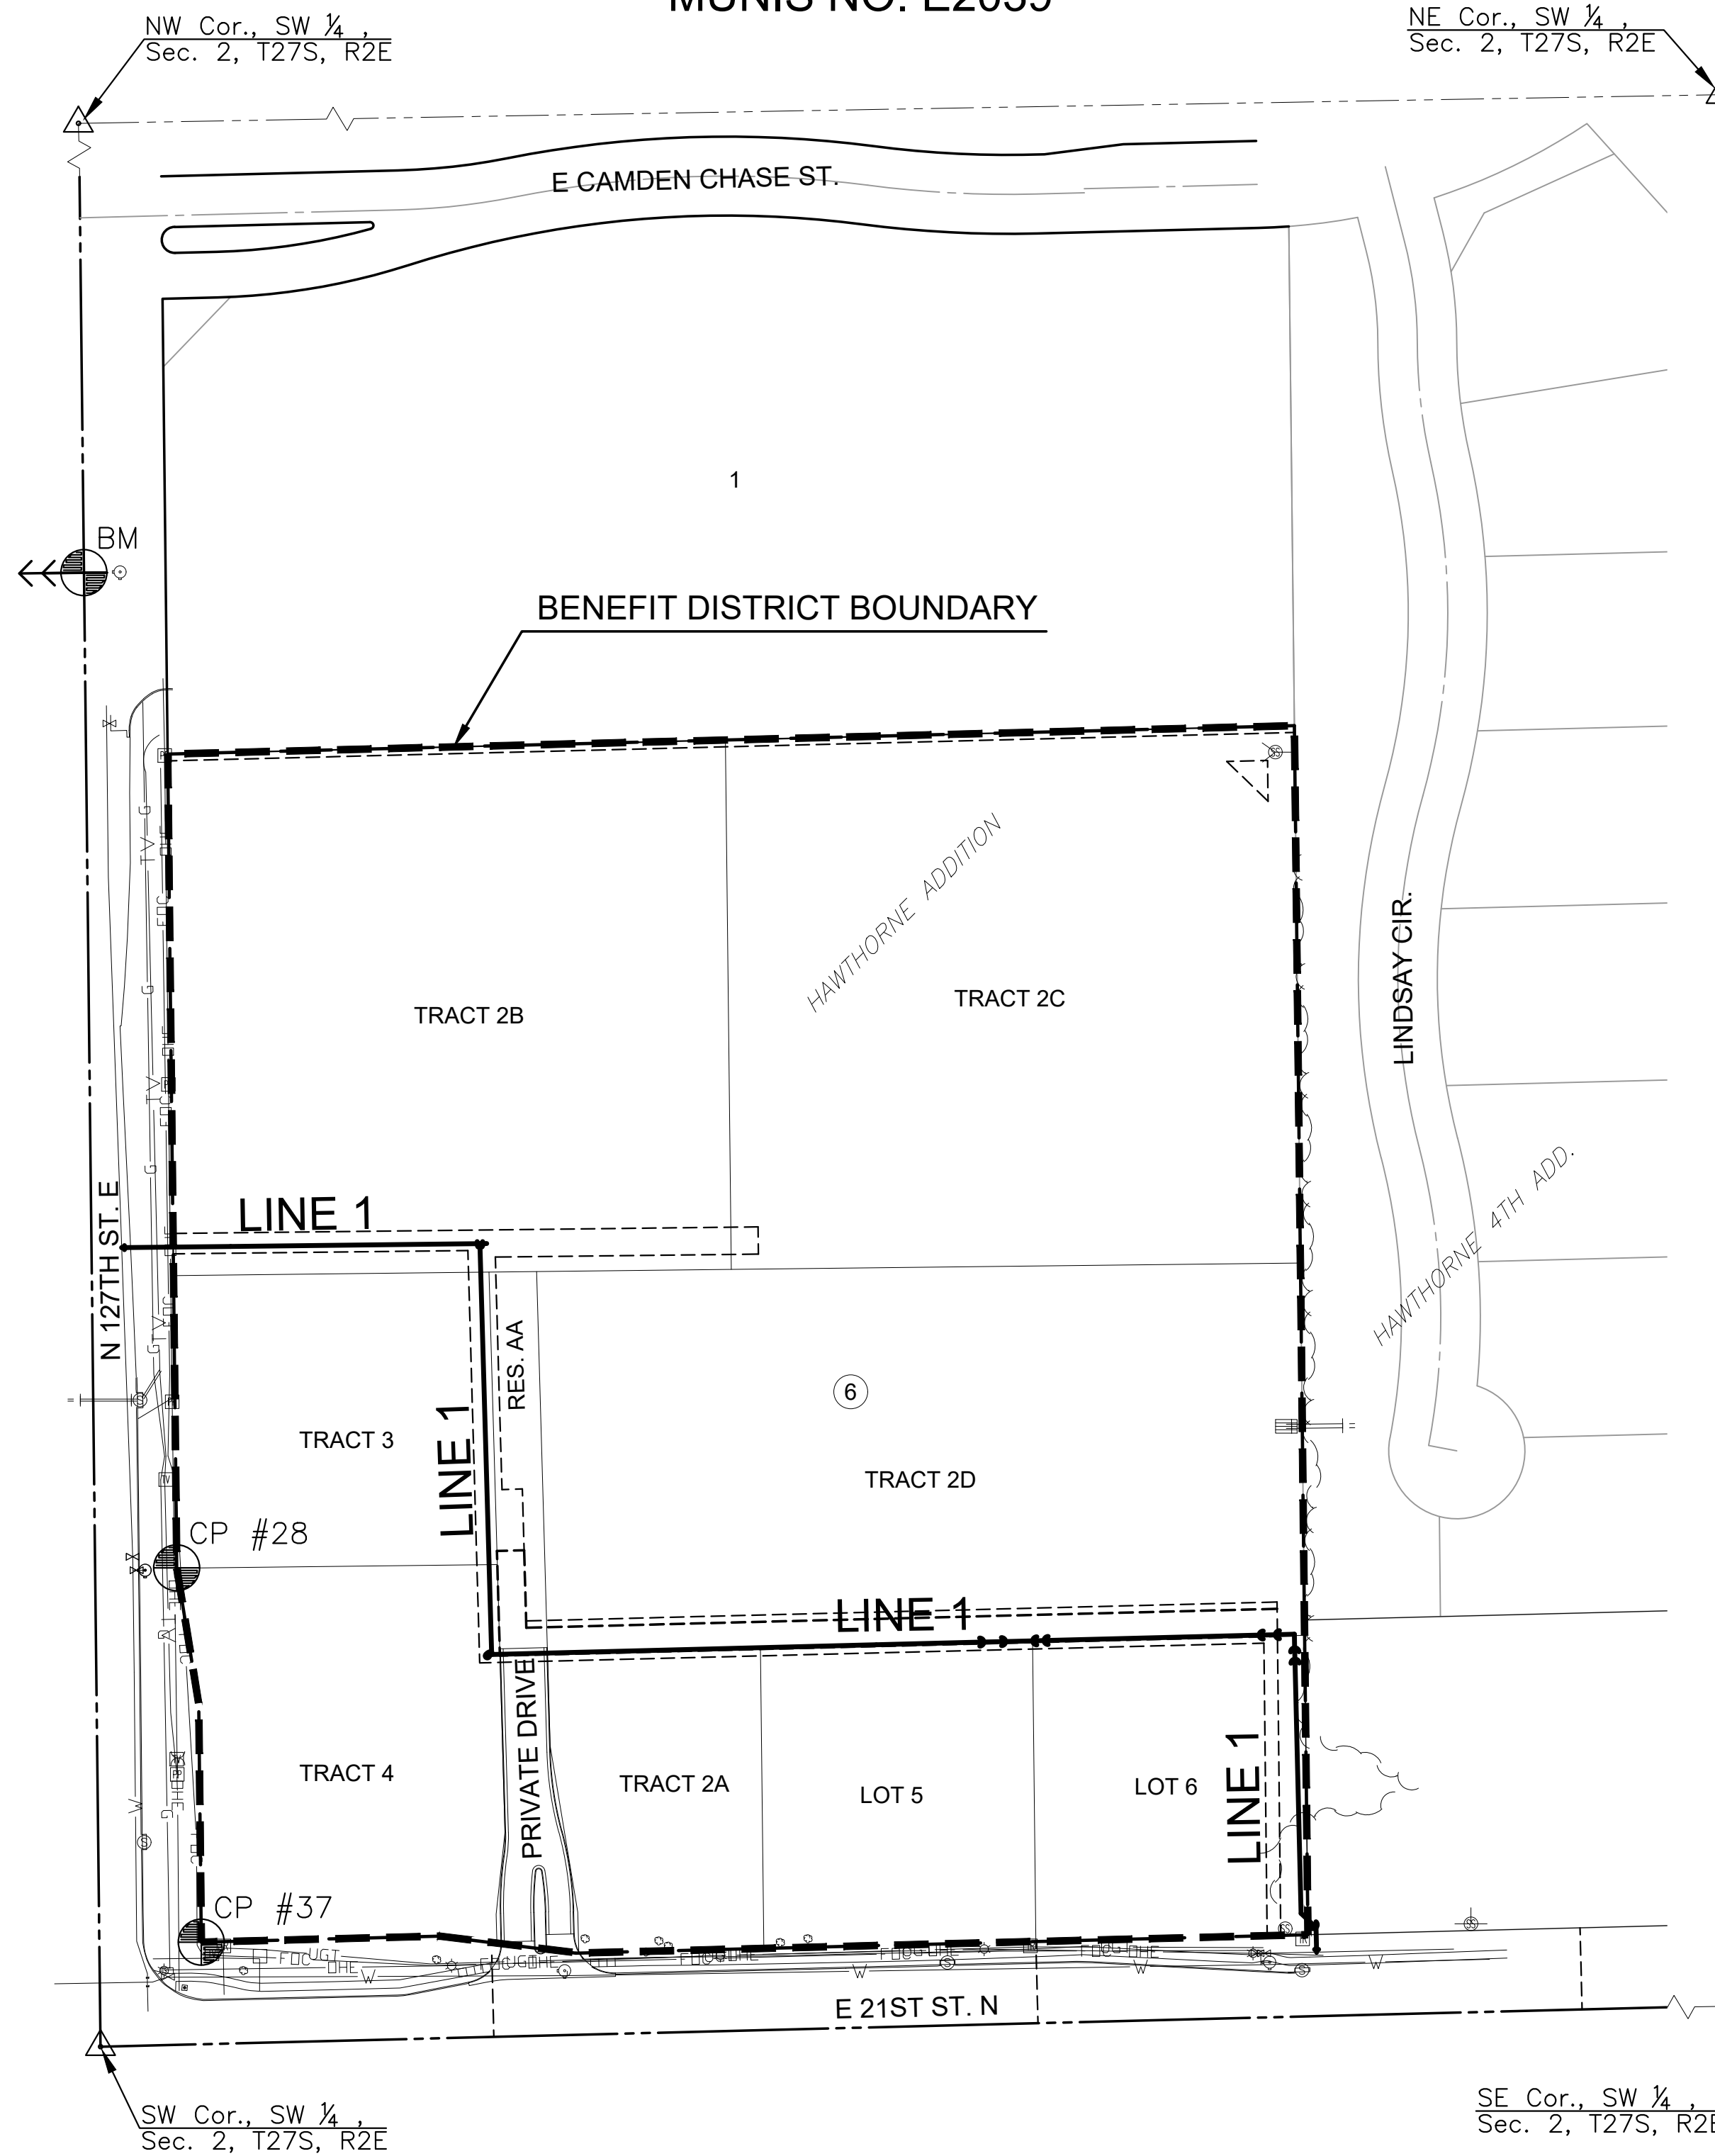 MUNIS NO. E2039
NW Cor., SW ¼ ,
Sec. 2, T27S, R2E
NE Cor., SW ¼ ,
Sec. 2, T27S, R2E
E CAMDEN CHASE ST.
1
BM
BENEFIT DISTRICT BOUNDARY
HAWTHORNE ADDITION
TRACT 2B
TRACT 2C
LINDSAY CIR.
HAWTHORNE 4TH ADD.
N 127TH ST. E
LINE 1
RES. AA
LINE 1
6
TRACT 3
TRACT 2D
CP #28
LINE 1
PRIVATE DRIVE
TRACT 4
TRACT 2A
LOT 5
LOT 6
LINE 1
CP #37
E 21ST ST. N
SW Cor., SW ¼ ,
Sec. 2, T27S, R2E
SE Cor., SW ¼ ,
Sec. 2, T27S, R2E